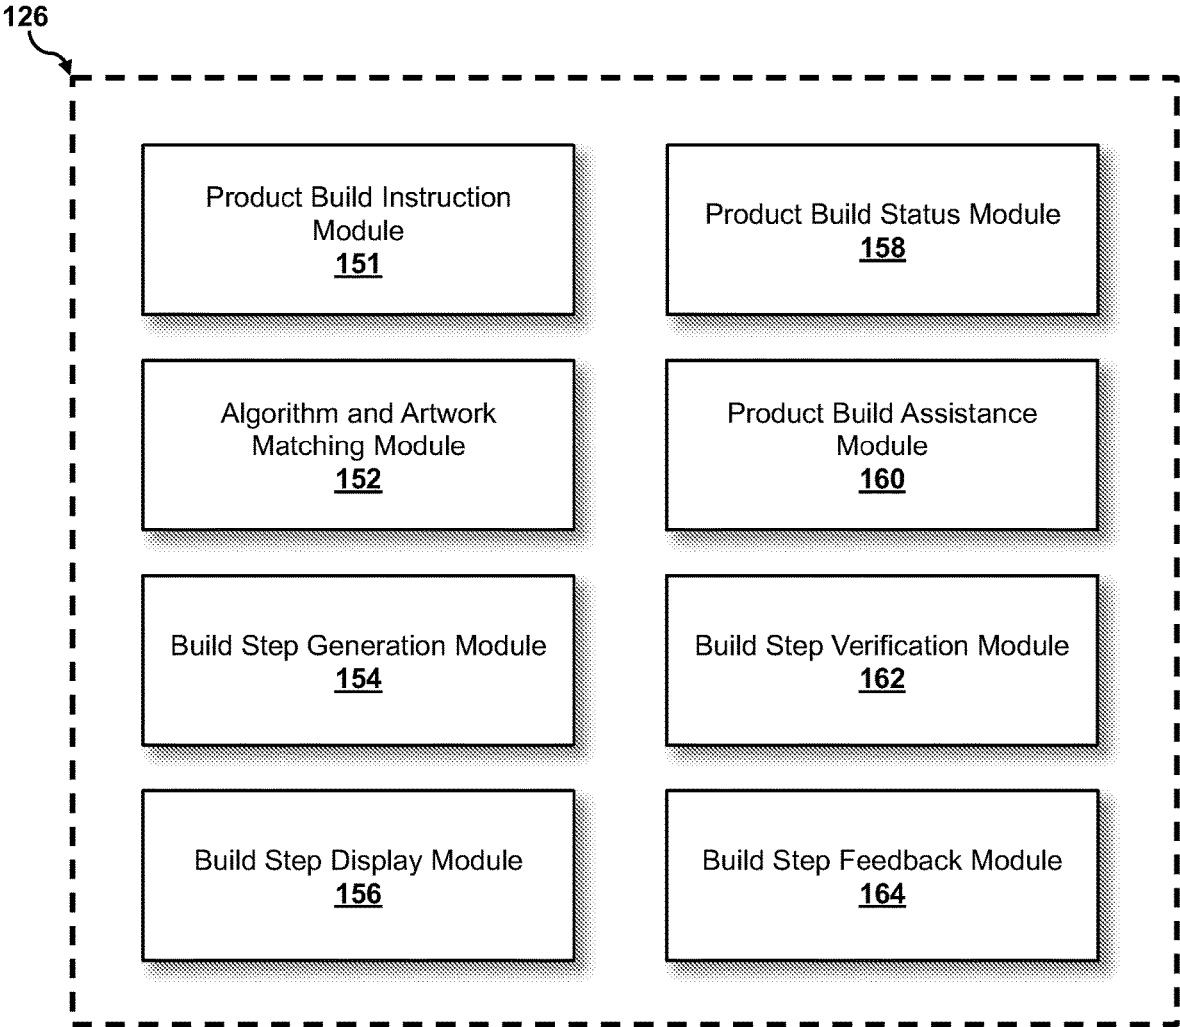 126
Product Build Instruction
Module
151
Product Build Status Module
158
Algorithm and Artwork
Matching Module
152
Product Build Assistance
Module
160
Build Step Generation Module
154
Build Step Verification Module
162
Build Step Display Module
156
Build Step Feedback Module
164